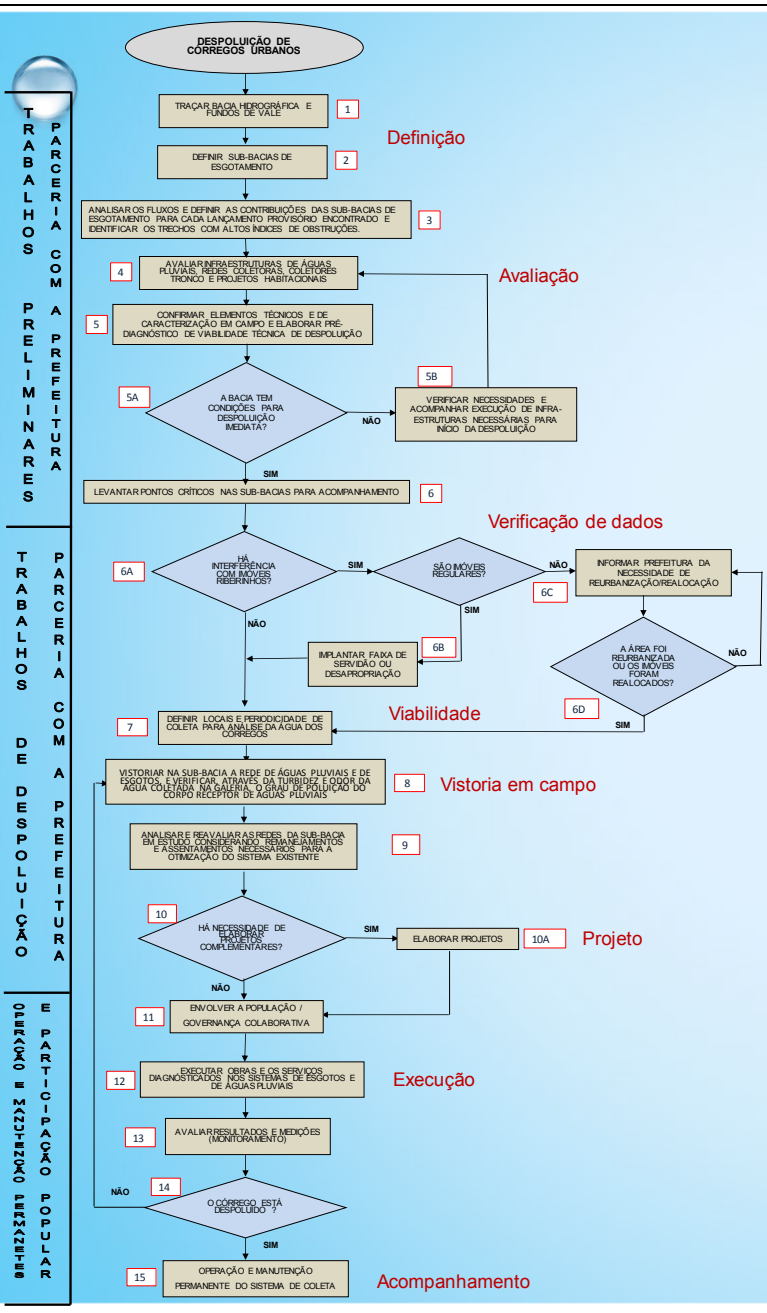 DESPOLUIÇÃO DE
CÓRREGOS URBANOS
TRABALHOS PRELIMINARES
PARCERIA COM A PREFEITURA
TRAÇAR BACIA HIDROGRÁFICA E
FUNDOS DE VALE
1
Definição
DEFINIR SUB-BACIAS DE
ESGOTAMENTO
2
ANALISAR OS FLUXOS E DEFINIR AS CONTRIBUIÇÕES DAS SUB-BACIAS DE
ESGOTAMENTO PARA CADA LANÇAMENTO PROVISÓRIO ENCONTRADO E
IDENTIFICAR OS TRECHOS COM ALTOS ÍNDICES DE OBSTRUÇÕES.
3
4
AVALIAR INFRAESTRUTURAS DE ÁGUAS
PLUVIAIS, REDES COLETORAS, COLETORES
TRONCO E PROJETOS HABITACIONAIS
Avaliação
5
CONFIRMAR ELEMENTOS TÉCNICOS E DE
CARACTERIZAÇÃO EM CAMPO E ELABORAR PRÉ-
DIAGNÓSTICO DE VIABILIDADE TÉCNICA DE DESPOLUIÇÃO
5A
A BACIA TEM
CONDIÇÕES PARA
DESPOLUIÇÃO
IMEDIATA?
NÃO
5B
VERIFICAR NECESSIDADES E
ACOMPANHAR EXECUÇÃO DE INFRA-
ESTRUTURAS NECESSÁRIAS PARA
INÍCIO DA DESPOLUIÇÃO
SIM
LEVANTAR PONTOS CRÍTICOS NAS SUB-BACIAS PARA ACOMPANHAMENTO
6
Verificação de dados
TRABALHOS DE DESPOLUIÇÃO
PARCERIA COM A PREFEITURA
6A
HÁ
INTERFERÊNCIA
COM IMÓVEIS
RIBEIRINHOS?
SIM
SÃO IMÓVEIS
REGULARES?
NÃO
6C
INFORMAR PREFEITURA DA
NECESSIDADE DE
REURBANIZAÇÃO/REALOCAÇÃO
NÃO
SIM
6B
IMPLANTAR FAIXA DE
SERVIDÃO OU
DESAPROPRIAÇÃO
A ÁREA FOI
REURBANIZADA
OU OS IMÓVEIS
FORAM
REALOCADOS?
NÃO
6D
SIM
7
DEFINIR LOCAIS E PERIODICIDADE DE
COLETA PARA ANÁLISE DA ÁGUA DOS
CÓRREGOS
Viabilidade
VISTORIAR NA SUB-BACIA A REDE DE ÁGUAS PLUVIAIS E DE
ESGOTOS, E VERIFICAR, ATRAVÉS DA TURBIDEZ E ODOR DA
ÁGUA COLETADA NA GALERIA, O GRAU DE POLUIÇÃO DO
CORPO RECEPTOR DE ÁGUAS PLUVIAIS
8
Vistoria em campo
ANALISAR E REAVALIAR AS REDES DA SUB-BACIA
EM ESTUDO CONSIDERANDO REMANEJAMENTOS
E ASSENTAMENTOS NECESSÁRIOS PARA A
OTIMIZAÇÃO DO SISTEMA EXISTENTE
9
10
HÁ NECESSIDADE DE
ELABORAR
PROJETOS
COMPLEMENTARES?
SIM
ELABORAR PROJETOS
10A
Projeto
NÃO
OPERAÇÃO E MANUTENÇÃO PERMANETES
E PARTICIPAÇÃO POPULAR
11
ENVOLVER A POPULAÇÃO /
GOVERNANÇA COLABORATIVA
12
EXECUTAR OBRAS E OS SERVIÇOS
DIAGNÓSTICADOS NOS SISTEMAS DE ESGOTOS E
DE ÁGUAS PLUVIAIS
Execução
13
AVALIAR RESULTADOS E MEDIÇÕES
(MONITORAMENTO)
14
NÃO
O CÓRREGO ESTÁ
DESPOLUÍDO ?
SIM
15
OPERAÇÃO E MANUTENÇÃO
PERMANENTE DO SISTEMA DE COLETA
Acompanhamento